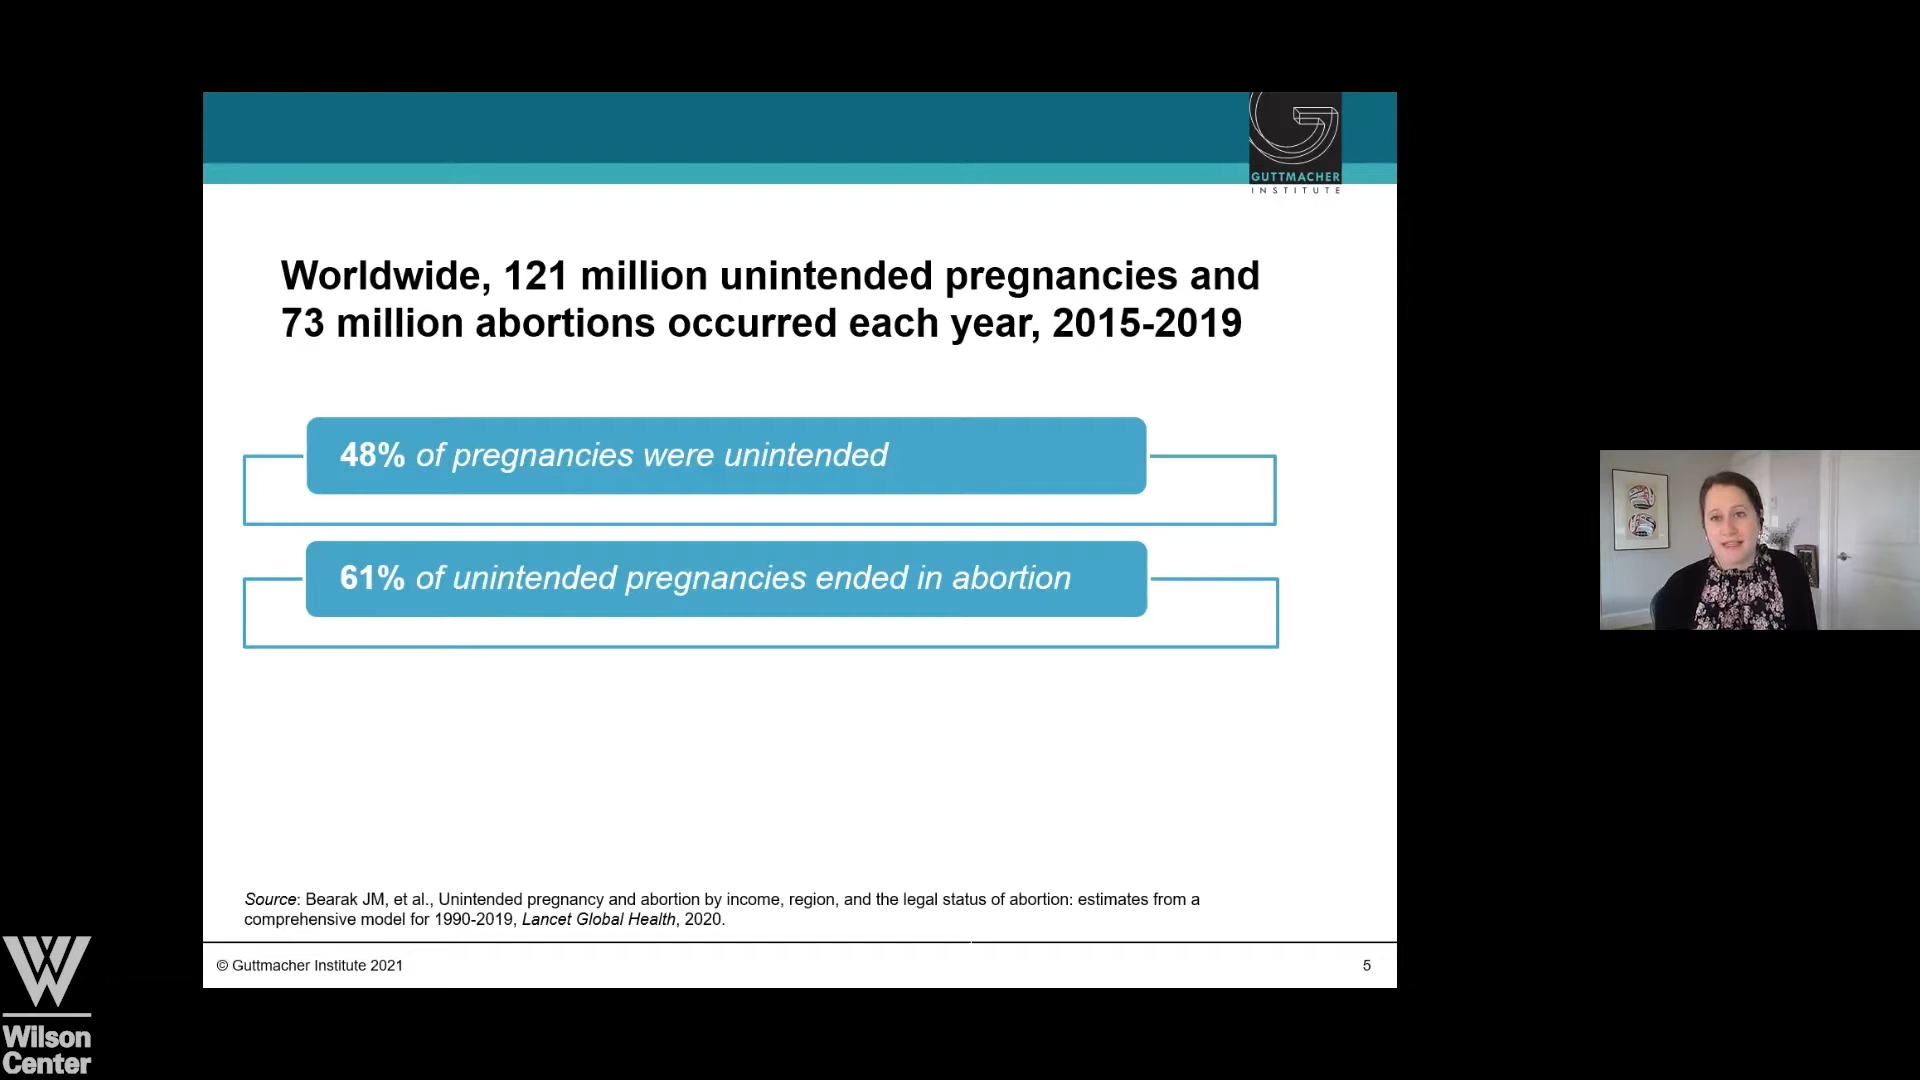 GUTTMACHER
INSTITUTE
Worldwide, 121 million unintended pregnancies and
73 million abortions occurred each year, 2015-2019
48% of pregnancies were unintended
61% of unintended pregnancies ended in abortion
Source: Bearak JM, et al., Unintended pregnancy and abortion by income, region, and the legal status of abortion: estimates from a
comprehensive model for 1990-2019, Lancet Global Health, 2020.
© Guttmacher Institute 2021
5
Wilson
Center